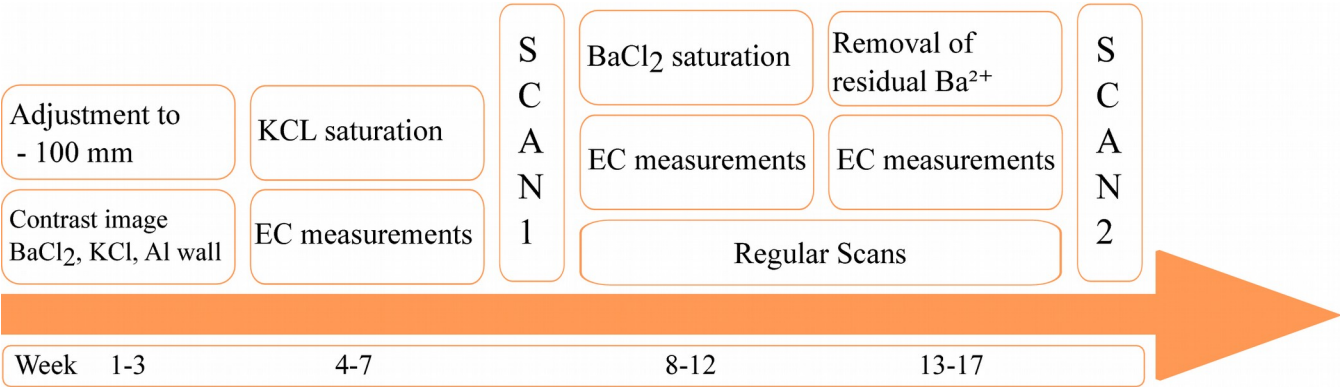 Adjustment to
- 100 mm
Contrast image
BaCl₂, KCl, Al wall
KCL saturation
EC measurements
S
C
A
N
1
BaCl₂ saturation
EC measurements
Removal of
residual Ba²⁺
EC measurements
Regular Scans
S
C
A
N
2
Week 1-3 4-7 8-12 13-17